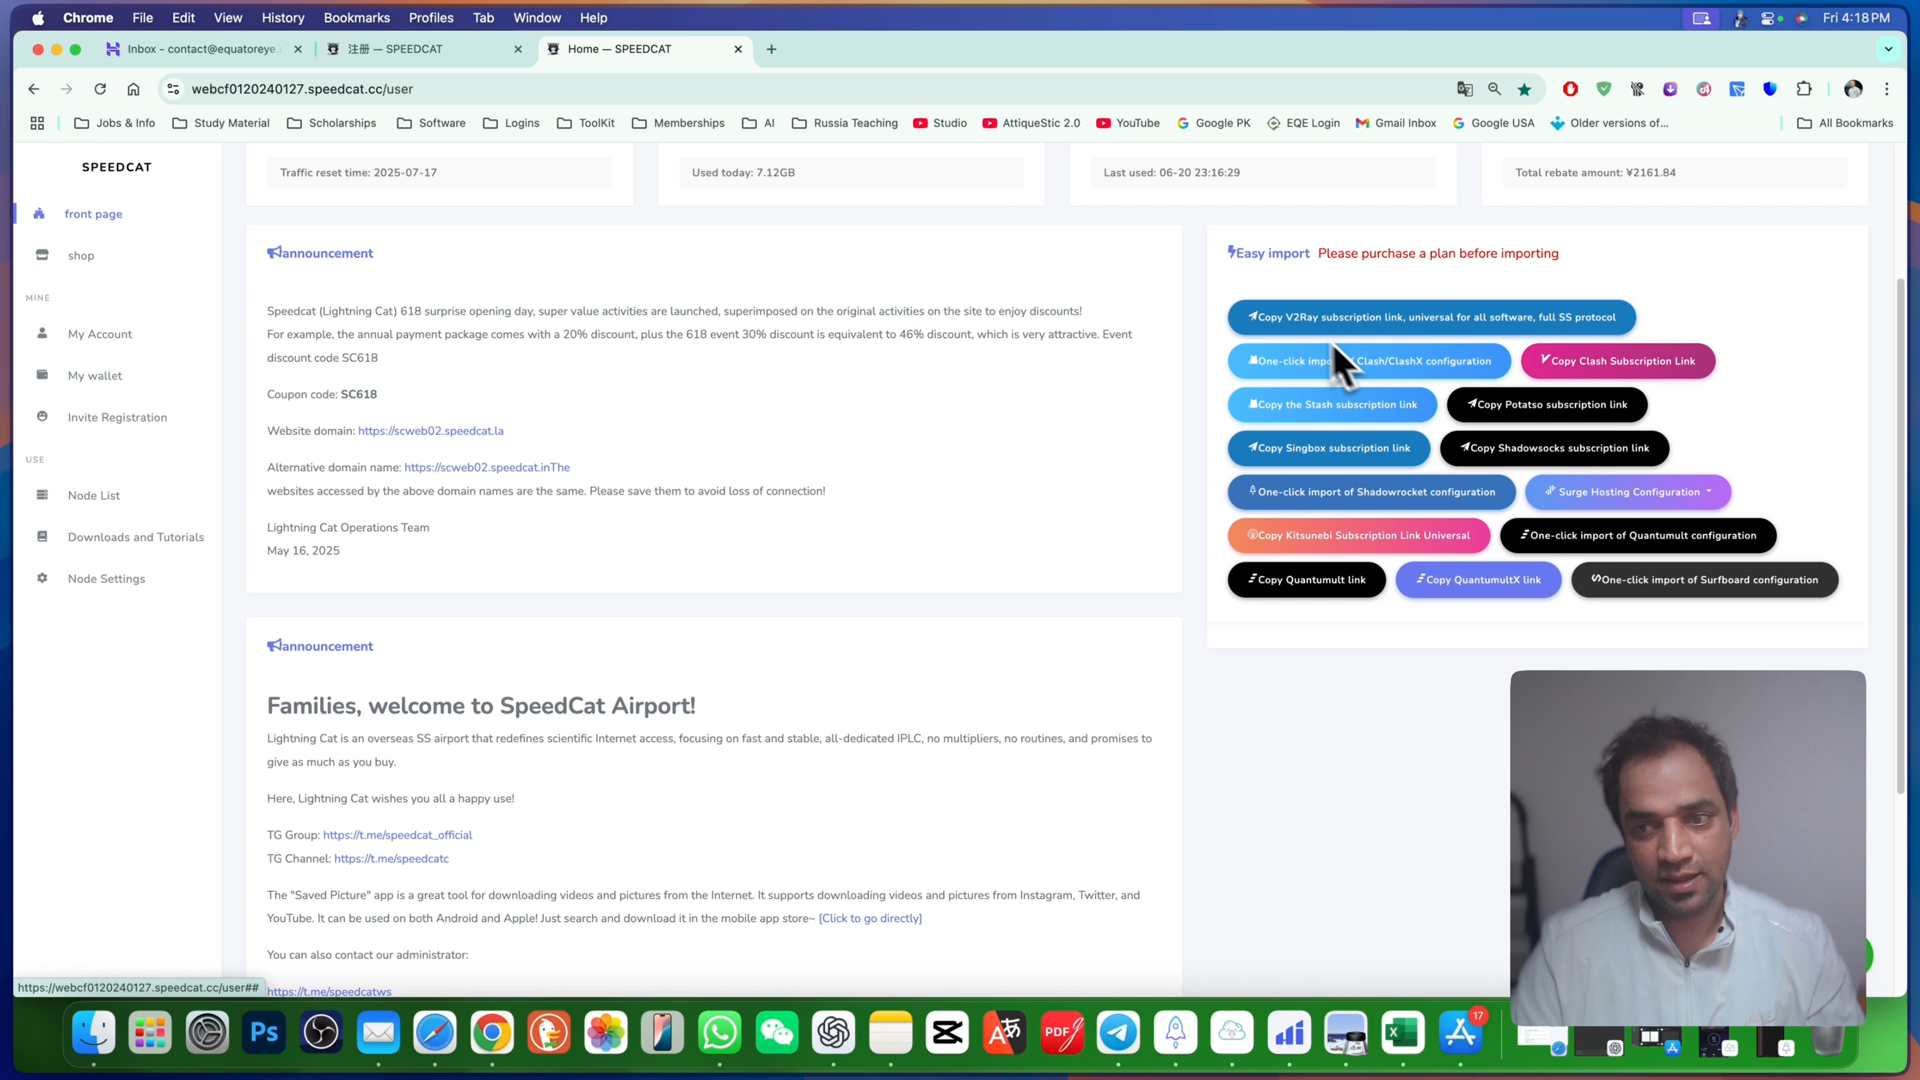 Chrome File Edit View History Bookmarks Profiles Tab Window Help Fri 4:18 PM
Inbox - contact@equatoreye. 注册 — SPEEDCAT Home — SPEEDCAT
webcf0120240127.speedcat.cc/user
Jobs & Info Study Material Scholarships Software Logins ToolKit Memberships AI Russia Teaching Studio AttiqueStic 2.0 YouTube Google PK EQE Login Gmail Inbox Google USA Older versions of... All Bookmarks
SPEEDCAT
front page
shop
MINE
My Account
My wallet
Invite Registration
USE
Node List
Downloads and Tutorials
Node Settings
Traffic reset time: 2025-07-17
Used today: 7.12GB
Last used: 06-20 23:16:29
Total rebate amount: ¥2161.84
announcement
Speedcat (Lightning Cat) 618 surprise opening day, super value activities are launched, superimposed on the original activities on the site to enjoy discounts!
For example, the annual payment package comes with a 20% discount, plus the 618 event 30% discount is equivalent to 46% discount, which is very attractive. Event
discount code SC618
Coupon code: SC618
Website domain: https://scweb02.speedcat.la
Alternative domain name: https://scweb02.speedcat.inThe
websites accessed by the above domain names are the same. Please save them to avoid loss of connection!
Lightning Cat Operations Team
May 16, 2025
Easy import Please purchase a plan before importing
Copy V2Ray subscription link, universal for all software, full SS protocol
One-click impo Clash/ClashX configuration
Copy Clash Subscription Link
Copy the Stash subscription link
Copy Potatso subscription link
Copy Singbox subscription link
Copy Shadowsocks subscription link
One-click import of Shadowrocket configuration
Surge Hosting Configuration
Copy Kitsunebi Subscription Link Universal
One-click import of Quantumult configuration
Copy Quantumult link
Copy QuantumultX link
One-click import of Surfboard configuration
announcement
Families, welcome to SpeedCat Airport!
Lightning Cat is an overseas SS airport that redefines scientific Internet access, focusing on fast and stable, all-dedicated IPLC, no multipliers, no routines, and promises to
give as much as you buy.
Here, Lightning Cat wishes you all a happy use!
TG Group: https://t.me/speedcat_official
TG Channel: https://t.me/speedcatc
The "Saved Picture" app is a great tool for downloading videos and pictures from the Internet. It supports downloading videos and pictures from Instagram, Twitter, and
YouTube. It can be used on both Android and Apple! Just search and download it in the mobile app store~ [Click to go directly]
You can also contact our administrator:
https://t.me/speedcatws
https://webcf0120240127.speedcat.cc/user##
Ps
PDF
17